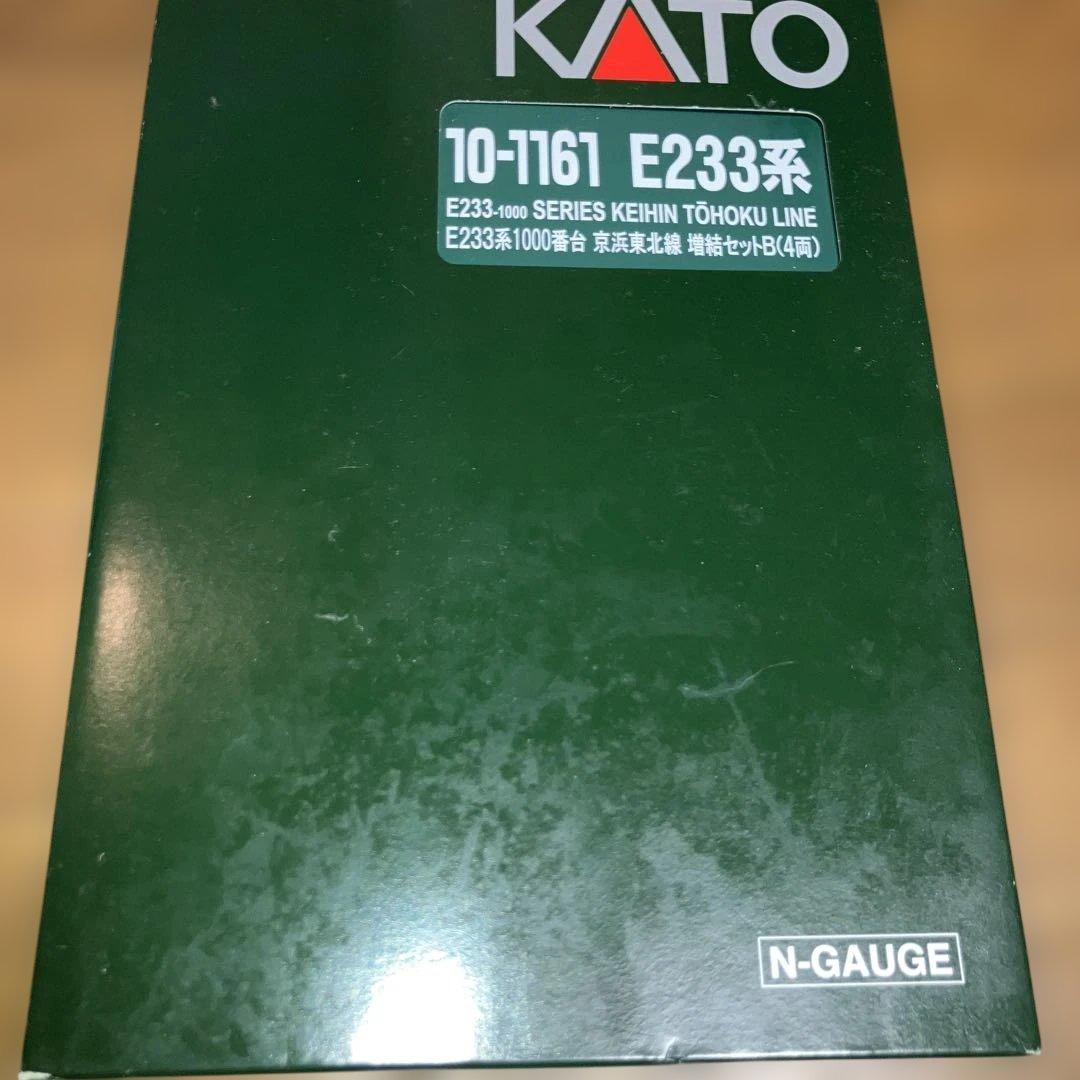 KATO
10-1161 E233系
E233-1000 SERIES KEIHIN TŌHOKU LINE
E233系1000番台 京浜東北線 増結セットB(4両)
N-GAUGE